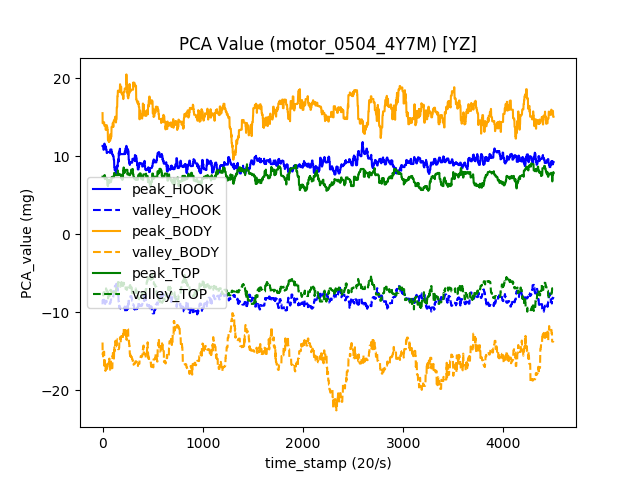 PCA Value (motor_0504_4Y7M) [YZ]
PCA_value (mg)
20
10
0
−10
−20
peak_HOOK
valley_HOOK
peak_BODY
valley_BODY
peak_TOP
valley_TOP
0 1000 2000 3000 4000
time_stamp (20/s)